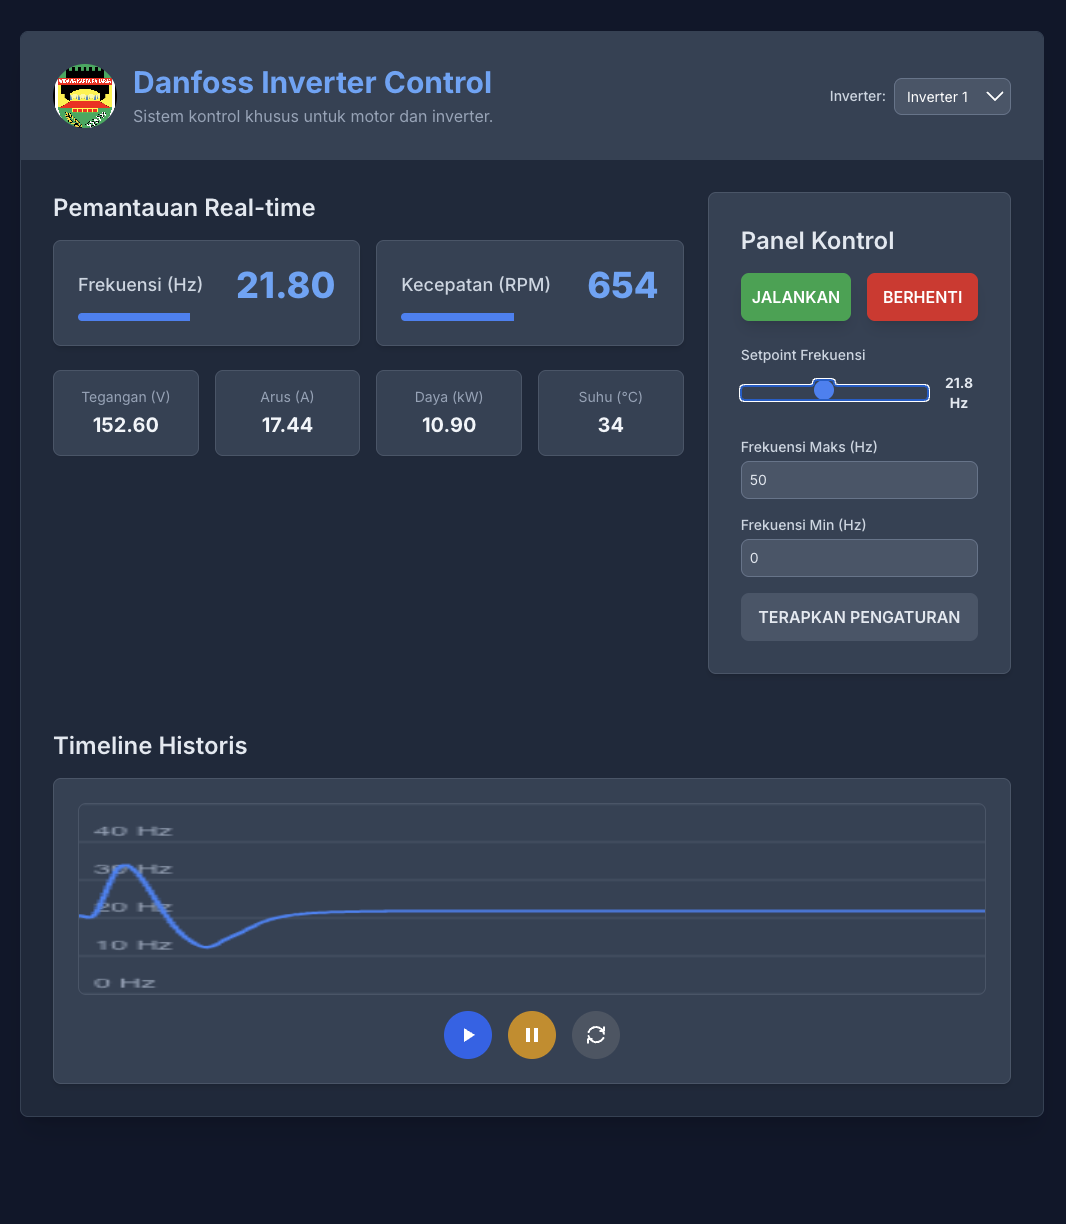 Danfoss Inverter Control
Sistem kontrol khusus untuk motor dan inverter.
Inverter:
Inverter 1
Pemantauan Real-time
Frekuensi (Hz)
21.80
Kecepatan (RPM)
654
Tegangan (V)
152.60
Arus (A)
17.44
Daya (kW)
10.90
Suhu (°C)
34
Panel Kontrol
JALANKAN
BERHENTI
Setpoint Frekuensi
21.8
Hz
Frekuensi Maks (Hz)
50
Frekuensi Min (Hz)
0
TERAPKAN PENGATURAN
Timeline Historis
40 Hz
30 Hz
20 Hz
10 Hz
0 Hz